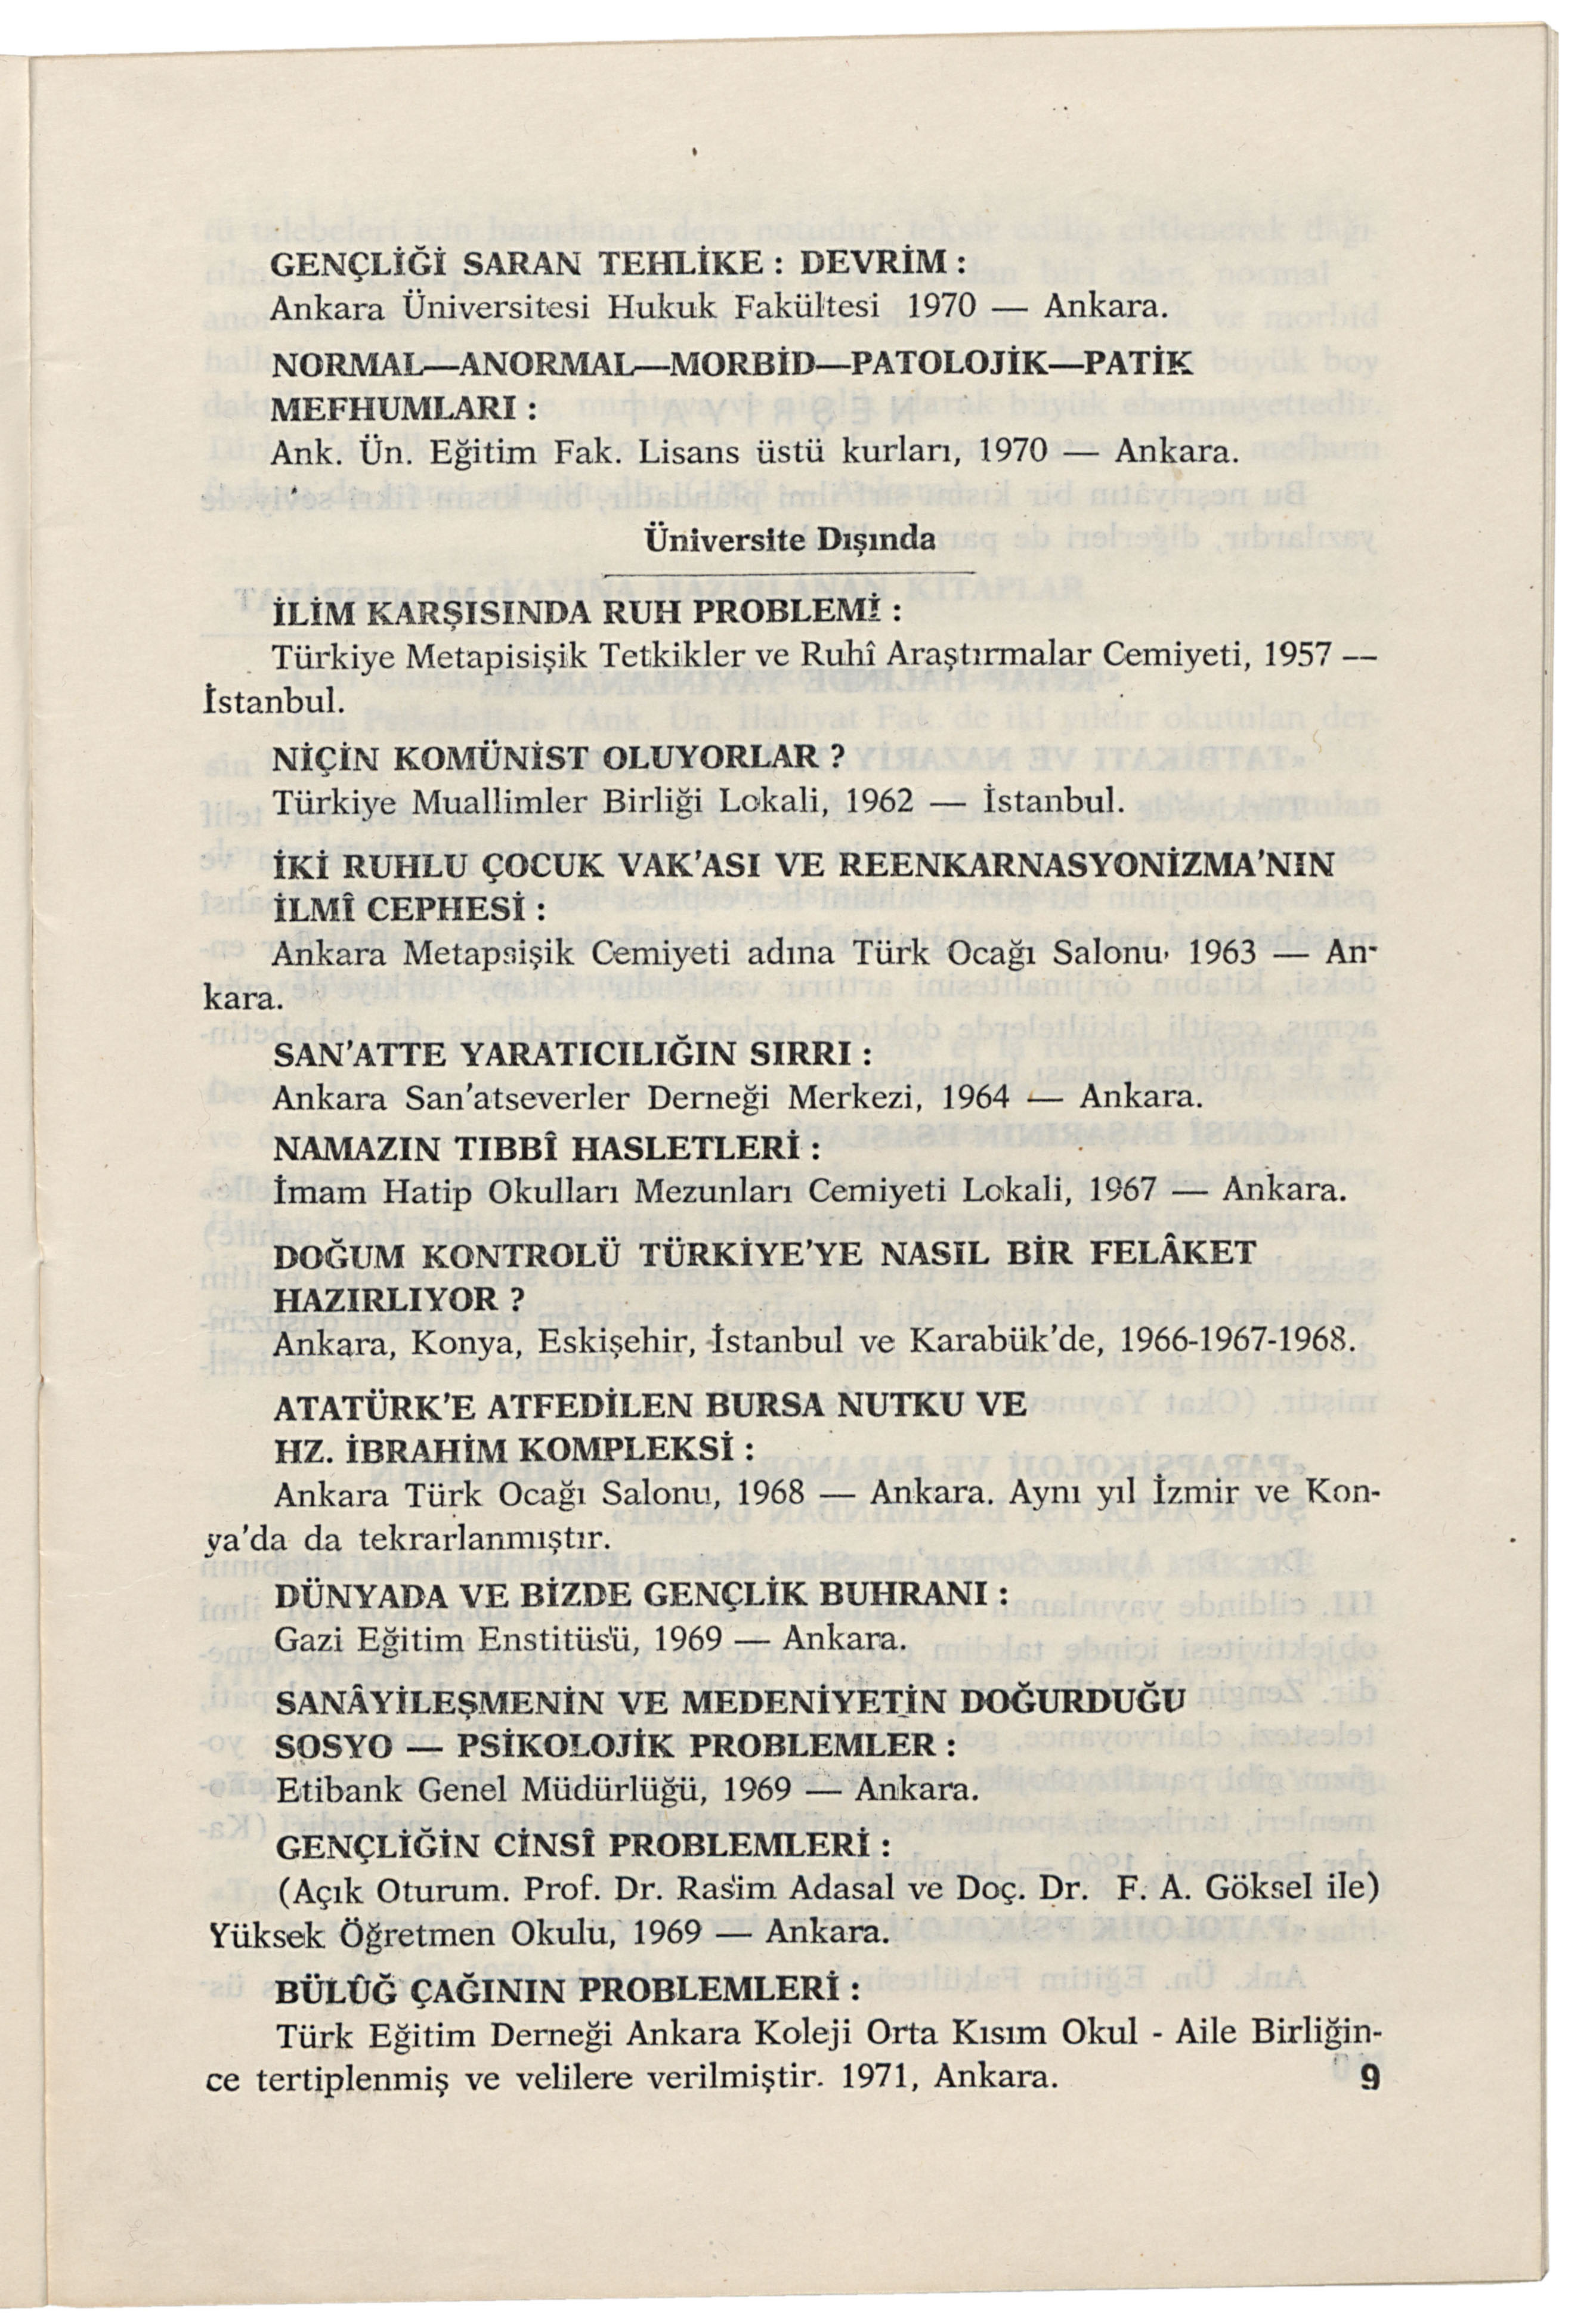 GENÇLİĞİ SARAN TEHLİKE : DEVRİM :
Ankara Üniversitesi Hukuk Fakültesi 1970 — Ankara.
NORMAL—ANORMAL—MORBİD—PATOLOJİK—PATİK
MEFHUMLARI :
Ank. Ün. Eğitim Fak. Lisans üstü kurları, 1970 — Ankara.
Üniversite Dışında
İLİM KARŞISINDA RUH PROBLEMİ :
Türkiye Metapisişik Tetkikler ve Ruhî Araştırmalar Cemiyeti, 1957 —
İstanbul.
NİÇİN KOMÜNİST OLUYORLAR ?
Türkiye Muallimler Birliği Lokali, 1962 — İstanbul.
İKİ RUHLU ÇOCUK VAK'ASI VE REENKARNASYONİZMA'NIN
İLMÎ CEPHESİ :
Ankara Metapsişik Cemiyeti adına Türk Ocağı Salonu, 1963 — An-
kara.
SAN'ATTE YARATICILIĞIN SIRRI :
Ankara San'atseverler Derneği Merkezi, 1964 — Ankara.
NAMAZIN TIBBÎ HASLETLERİ :
İmam Hatip Okulları Mezunları Cemiyeti Lokali, 1967 — Ankara.
DOĞUM KONTROLÜ TÜRKİYE'YE NASIL BİR FELÂKET
HAZIRLIYOR ?
Ankara, Konya, Eskişehir, İstanbul ve Karabük'de, 1966-1967-1968.
ATATÜRK'E ATFEDİLEN BURSA NUTKU VE
HZ. İBRAHİM KOMPLEKSİ :
Ankara Türk Ocağı Salonu, 1968 — Ankara. Aynı yıl İzmir ve Kon-
ya'da da tekrarlanmıştır.
DÜNYADA VE BİZDE GENÇLİK BUHRANI :
Gazi Eğitim Enstitüsü, 1969 — Ankara.
SANÂYİLEŞMENİN VE MEDENİYETİN DOĞURDUĞU
SOSYO — PSİKOLOJİK PROBLEMLER :
Etibank Genel Müdürlüğü, 1969 — Ankara.
GENÇLİĞİN CİNSÎ PROBLEMLERİ :
(Açık Oturum. Prof. Dr. Rasim Adasal ve Doç. Dr. F. A. Göksel ile)
Yüksek Öğretmen Okulu, 1969 — Ankara.
BÜLÛĞ ÇAĞININ PROBLEMLERİ :
Türk Eğitim Derneği Ankara Koleji Orta Kısım Okul - Aile Birliğin-
ce tertiplenmiş ve velilere verilmiştir. 1971, Ankara.
9